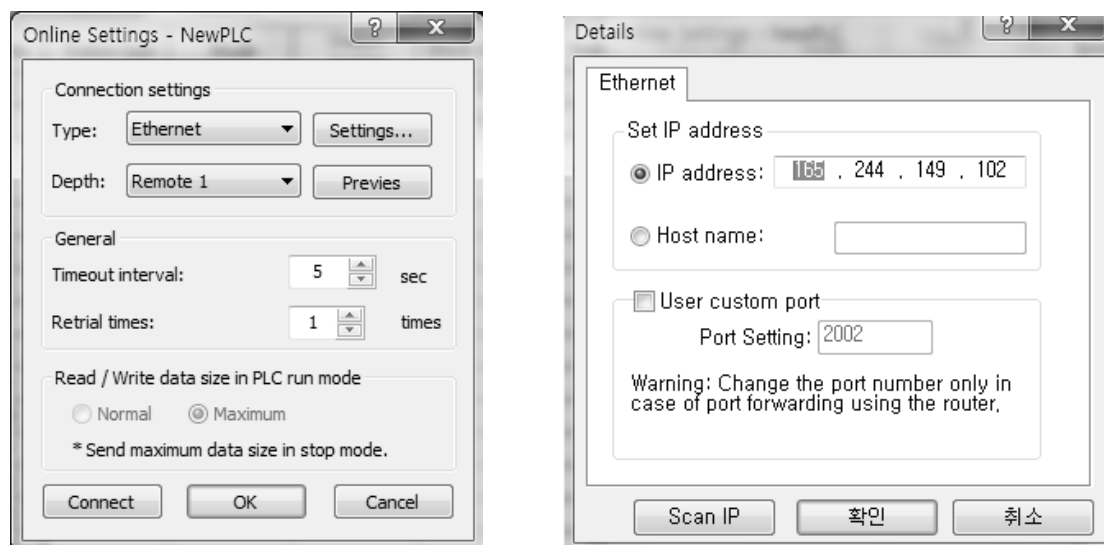 Online Settings - NewPLC
Connection settings
Type: Ethernet Settings...
Depth: Remote 1 Previes
General
Timeout interval: 5 sec
Retrial times: 1 times
Read / Write data size in PLC run mode
Normal Maximum
* Send maximum data size in stop mode.
Connect OK Cancel
Details
Ethernet
Set IP address
IP address: 165 . 244 . 149 . 102
Host name:
User custom port
Port Setting: 2002
Warning: Change the port number only in
case of port forwarding using the router,
Scan IP 확인 취소